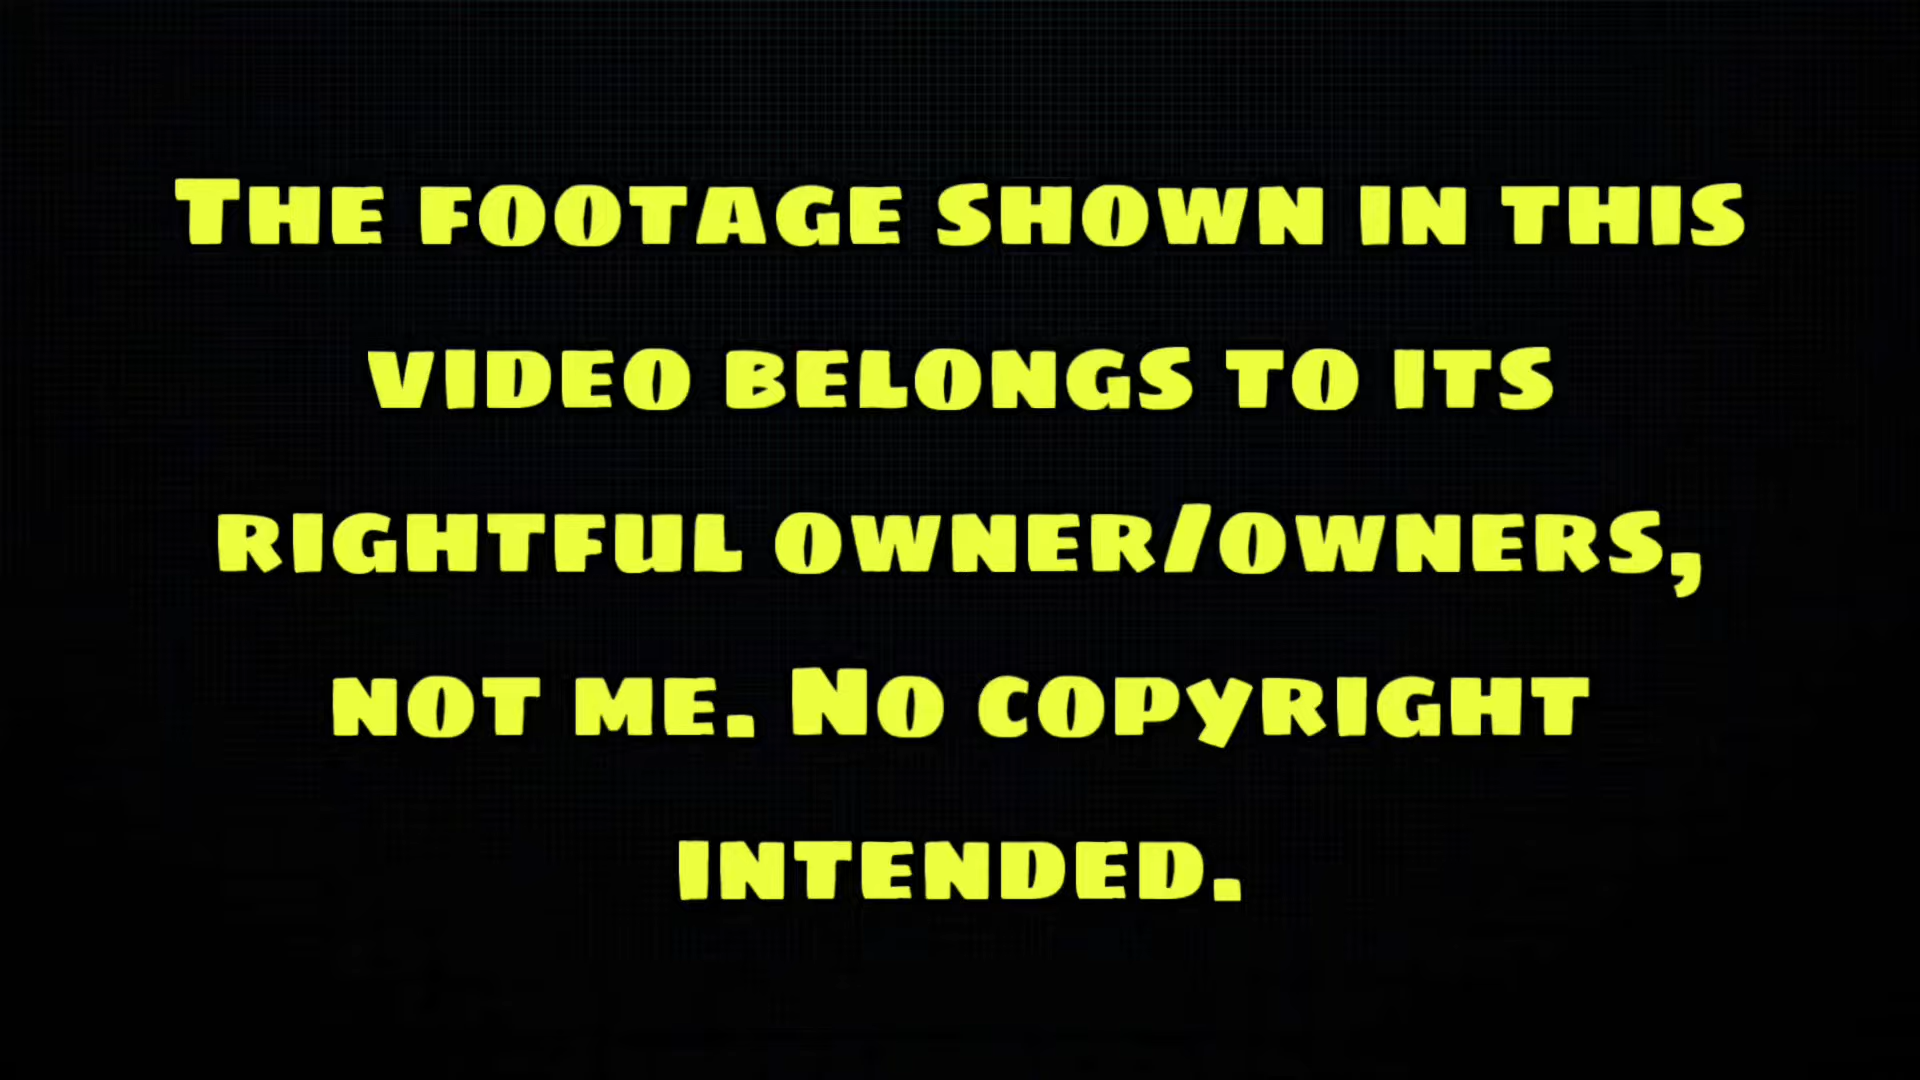 The footage shown in this
video belongs to its
rightful owner/owners,
not me. No copyright
intended.